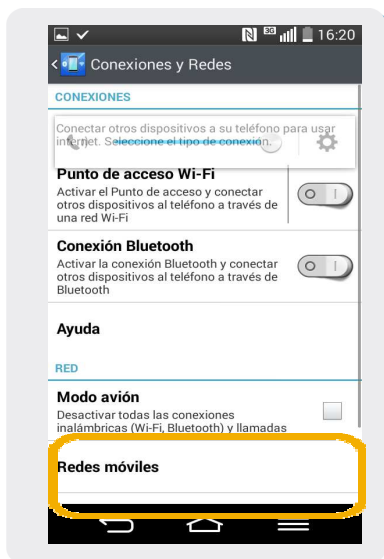 3G 16:20
Conexiones y Redes
CONEXIONES
Conectar otros dispositivos a su teléfono para usar
internet. Seleccione el tipo de conexión.
Punto de acceso Wi-Fi
Activar el Punto de acceso y conectar
otros dispositivos al teléfono a través de
una red Wi-Fi
Conexión Bluetooth
Activar la conexión Bluetooth y conectar
otros dispositivos al teléfono a través de
Bluetooth
Ayuda
RED
Modo avión
Desactivar todas las conexiones
inalámbricas (Wi-Fi, Bluetooth) y llamadas
Redes móviles